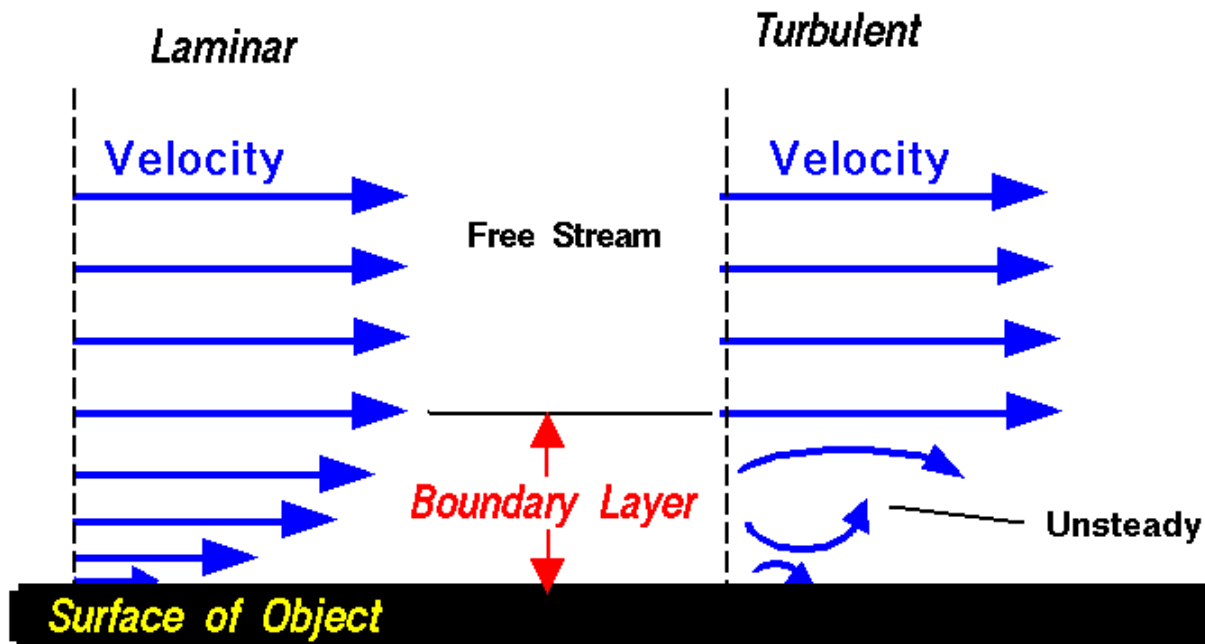 Laminar
Turbulent
Velocity
Velocity
Free Stream
Boundary Layer
Unsteady
Surface of Object